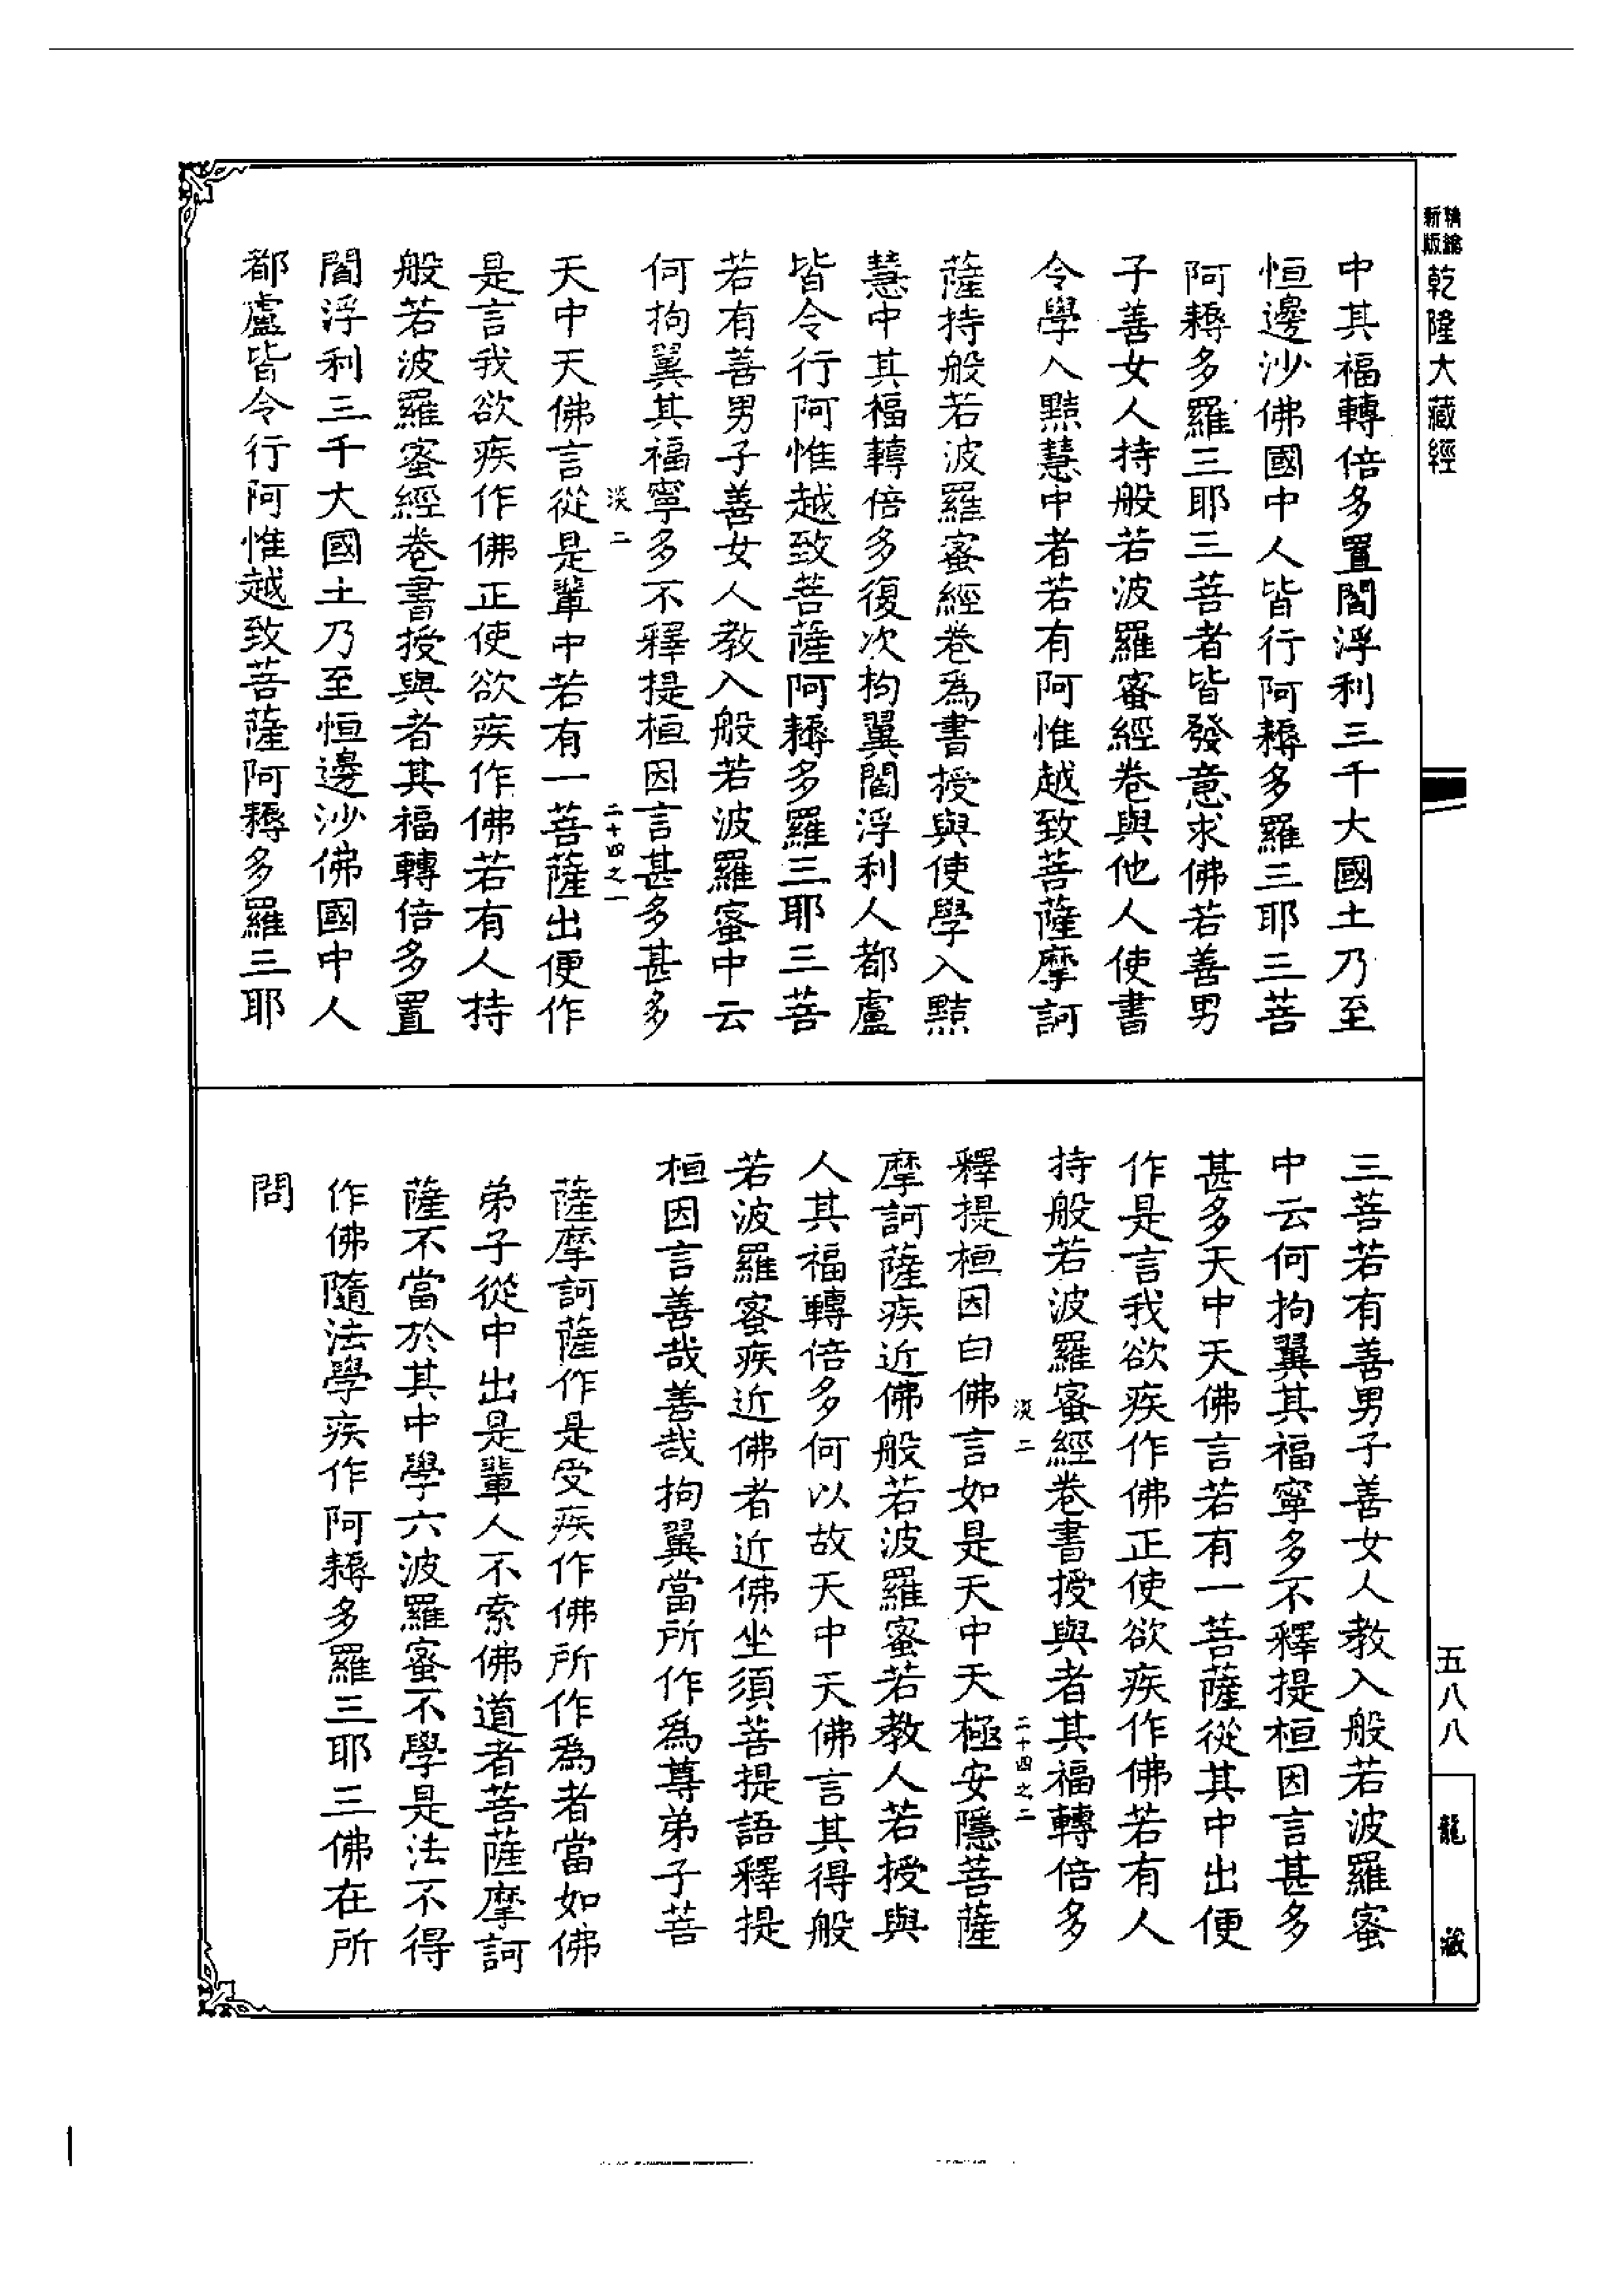 新版精縮乾隆大藏經
中其福轉倍多置閻浮利三千大國土乃至
恒邊沙佛國中人皆行阿耨多羅三耶三菩
阿耨多羅三耶三菩者皆發意求佛若善男
子善女人持般若波羅蜜經卷與他人使書
令學入黠慧中者若有阿惟越致菩薩摩訶
薩持般若波羅蜜經卷為書授與使學入黠
慧中其福轉倍多復次拘翼閻浮利人都盧
皆令行阿惟越致菩薩阿耨多羅三耶三菩
若有善男子善女人教入般若波羅蜜中云
何拘翼其福寧多不釋提桓因言甚多甚多
淡二 二十四之一
天中天佛言從是輩中若有一菩薩出便作
是言我欲疾作佛正使欲疾作佛若有人持
般若波羅蜜經卷書授與者其福轉倍多置
閻浮利三千大國土乃至恒邊沙佛國中人
都盧皆令行阿惟越致菩薩阿耨多羅三耶
三菩若有善男子善女人教入般若波羅蜜
中云何拘翼其福寧多不釋提桓因言甚多
甚多天中天佛言若有一菩薩從其中出便
作是言我欲疾作佛正使欲疾作佛若有人
持般若波羅蜜經卷書授與者其福轉倍多
淡二 二十四之二
釋提桓因白佛言如是天中天極安隱菩薩
摩訶薩疾近佛般若波羅蜜若教人若授與
人其福轉倍多何以故天中天佛言其得般
若波羅蜜疾近佛者近佛坐須菩提語釋提
桓因言善哉善哉拘翼當所作為尊弟子菩
薩摩訶薩作是受疾作佛所作為者當如佛
弟子從中出是輩人不索佛道者菩薩摩訶
薩不當於其中學六波羅蜜不學是法不得
作佛隨法學疾作阿耨多羅三耶三佛在所
問
五八八
龍藏